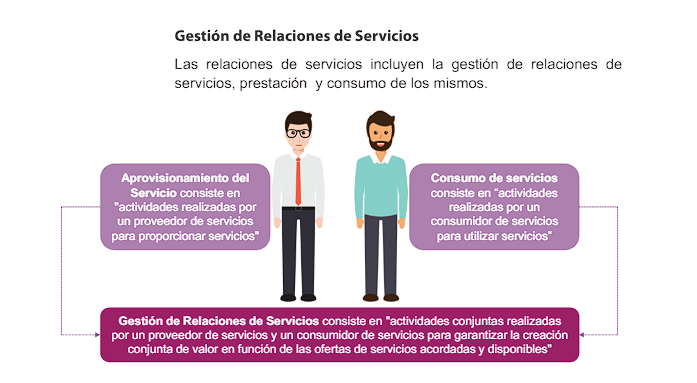 Gestión de Relaciones de Servicios
Las relaciones de servicios incluyen la gestión de relaciones de
servicios, prestación y consumo de los mismos.
Aprovisionamiento del
Servicio consiste en
"actividades realizadas por
un proveedor de servicios
para proporcionar servicios"
Consumo de servicios
consiste en “actividades
realizadas por un
consumidor de servicios
para utilizar servicios”
Gestión de Relaciones de Servicios consiste en "actividades conjuntas realizadas
por un proveedor de servicios y un consumidor de servicios para garantizar la creación
conjunta de valor en función de las ofertas de servicios acordadas y disponibles"